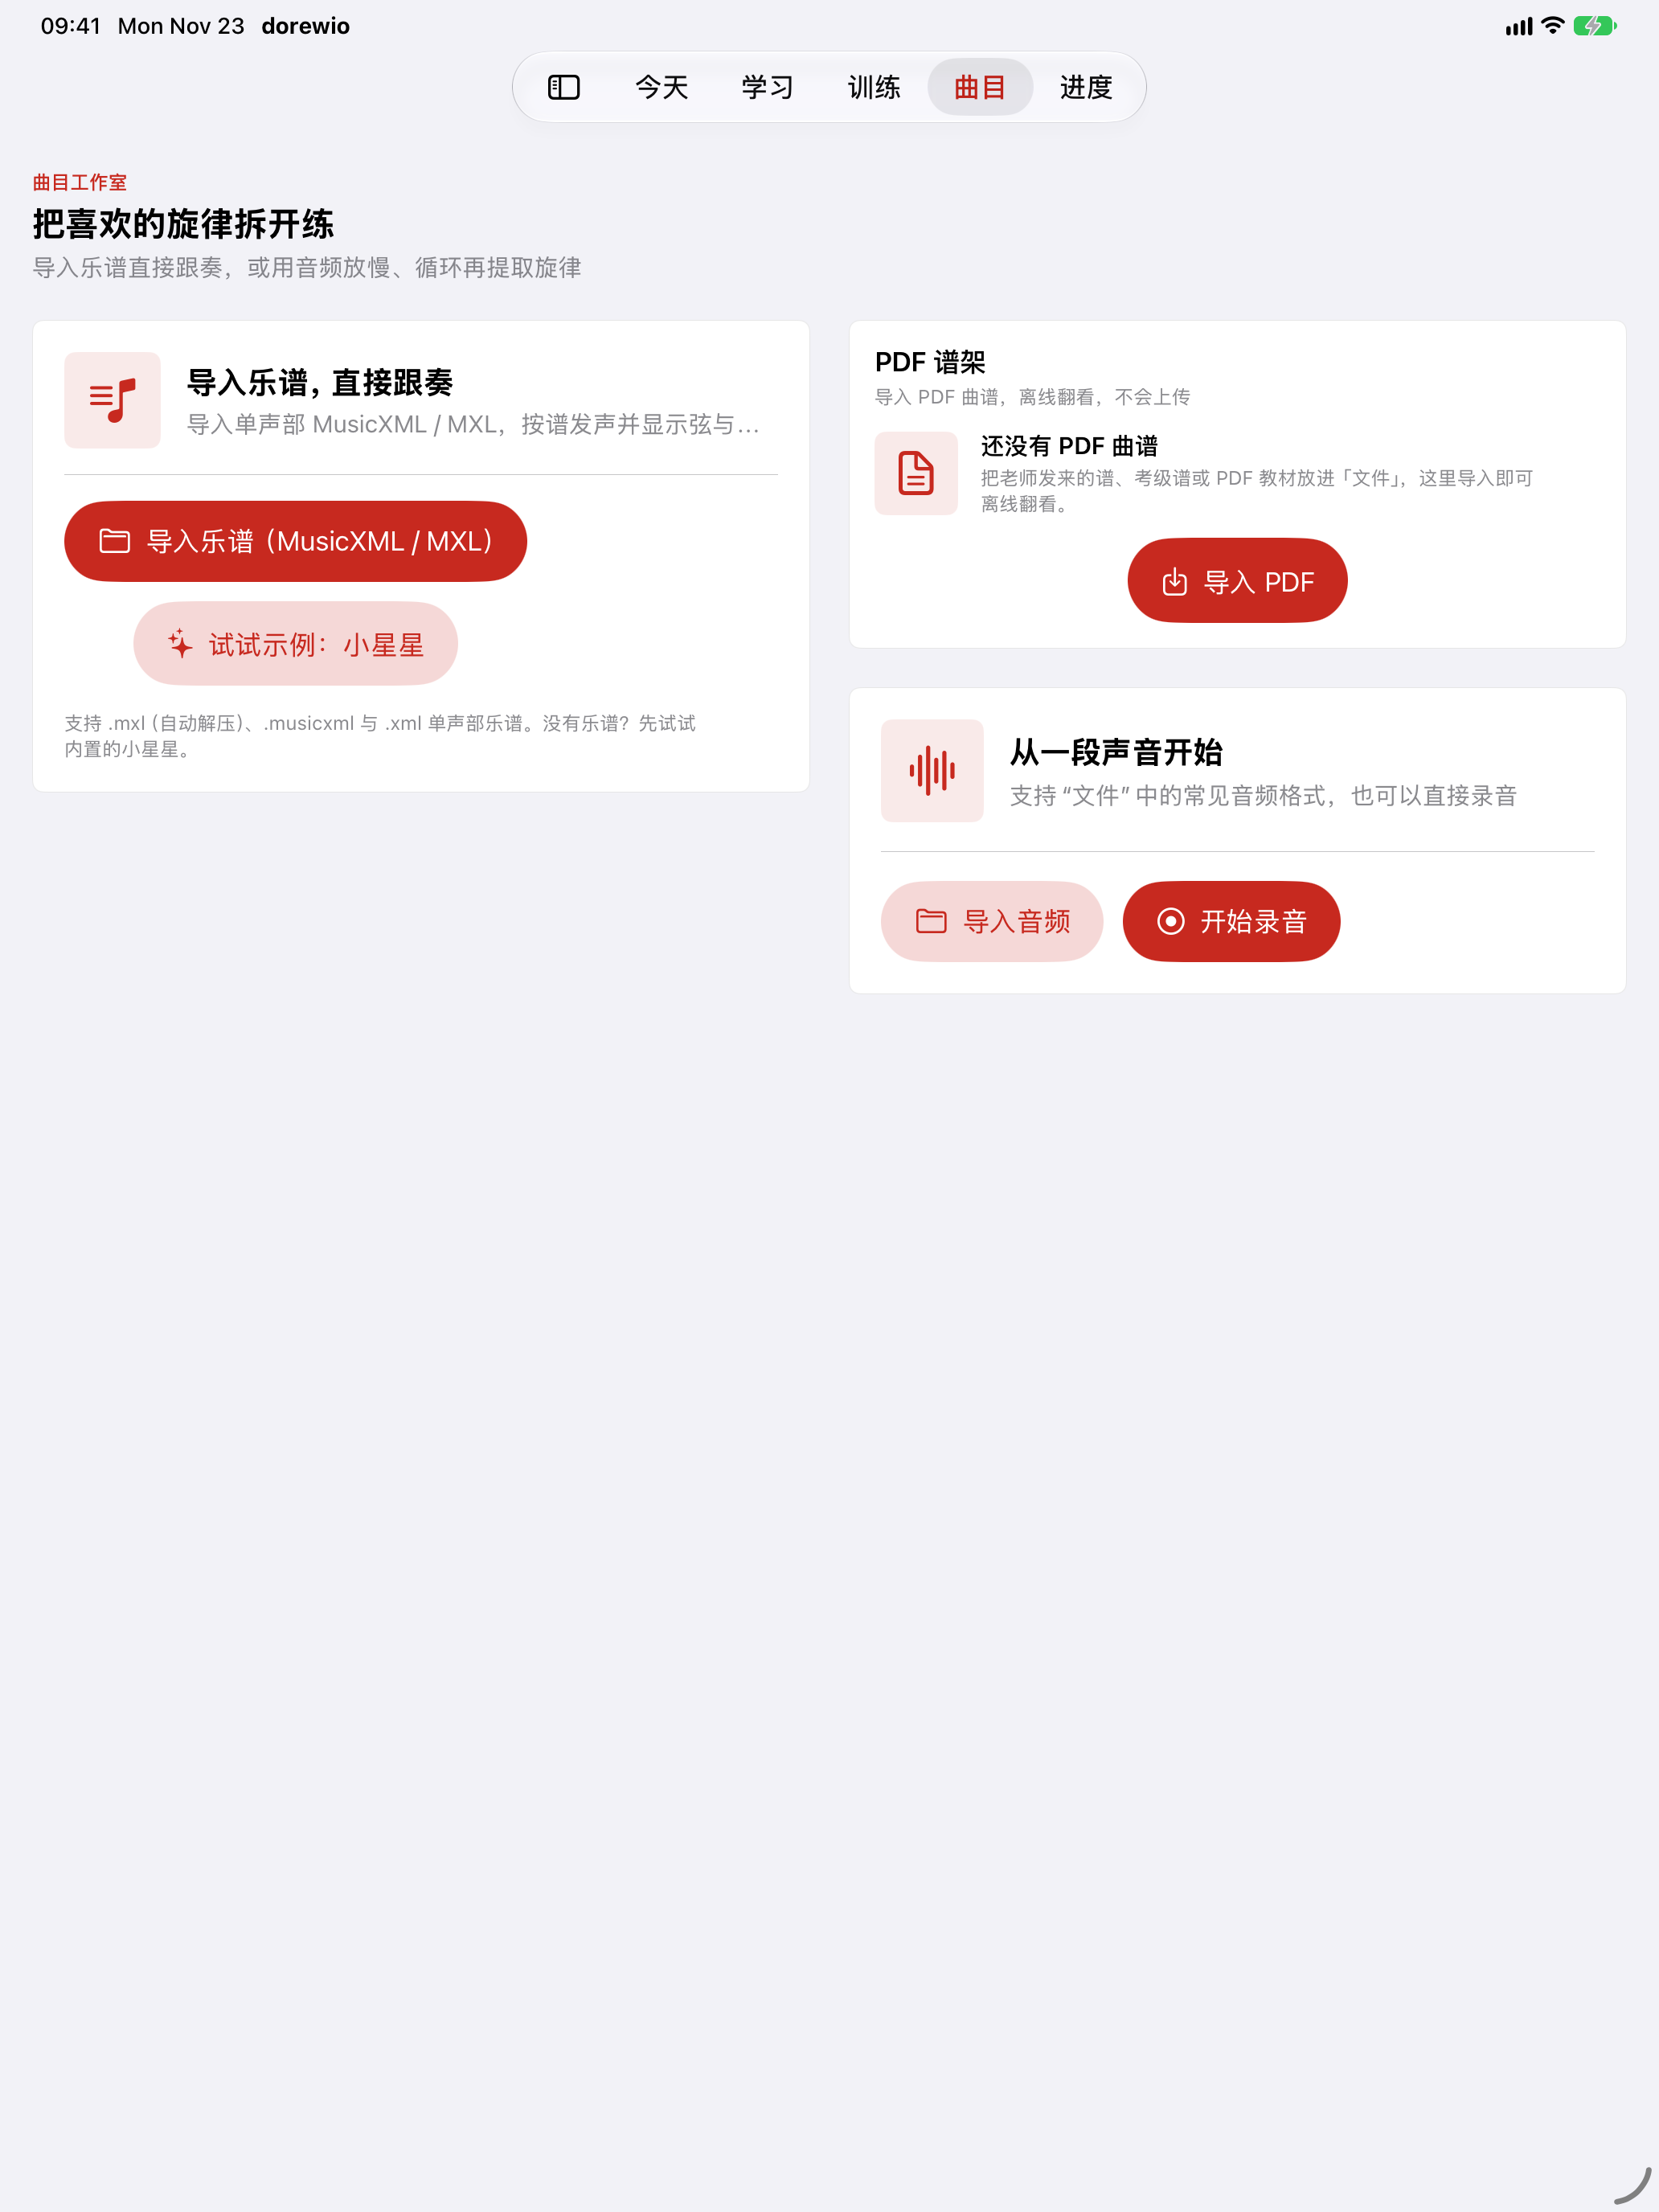 09:41 Mon Nov 23 dorewio
今天 学习 训练 曲目 进度
曲目工作室
把喜欢的旋律拆开练
导入乐谱直接跟奏，或用音频放慢、循环再提取旋律
导入乐谱，直接跟奏
导入单声部 MusicXML / MXL，按谱发声并显示弦与…
导入乐谱（MusicXML / MXL）
试试示例：小星星
支持 .mxl (自动解压)、.musicxml 与 .xml 单声部乐谱。没有乐谱？先试试
内置的小星星。
PDF 谱架
导入 PDF 曲谱，离线翻看，不会上传
还没有 PDF 曲谱
把老师发来的谱、考级谱或 PDF 教材放进「文件」，这里导入即可
离线翻看。
导入 PDF
从一段声音开始
支持 “文件” 中的常见音频格式，也可以直接录音
导入音频
开始录音